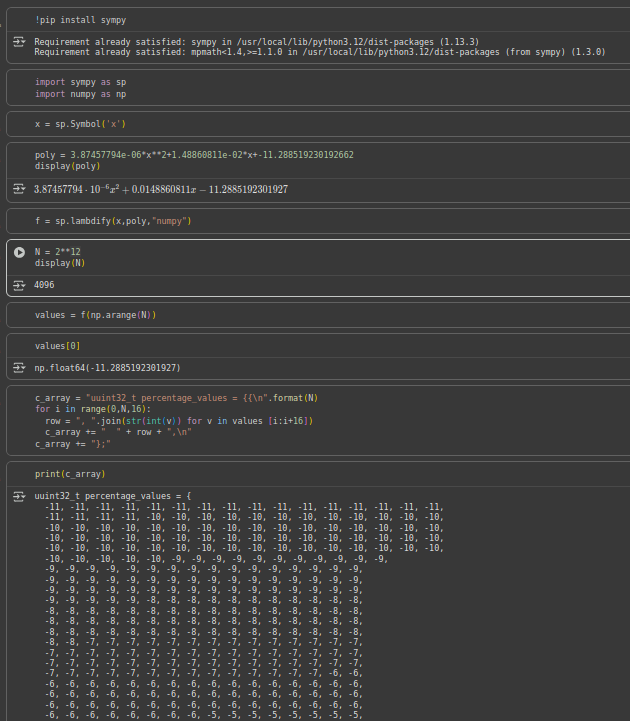 !pip install sympy
Requirement already satisfied: sympy in /usr/local/lib/python3.12/dist-packages (1.13.3)
Requirement already satisfied: mpmath<1.4,>=1.1.0 in /usr/local/lib/python3.12/dist-packages (from sympy) (1.3.0)
import sympy as sp
import numpy as np
x = sp.Symbol('x')
poly = 3.87457794e-06*x**2+1.48860811e-02*x+-11.288519230192662
display(poly)
3.87457794 · 10⁻⁶x² + 0.0148860811x − 11.2885192301927
f = sp.lambdify(x,poly,"numpy")
N = 2**12
display(N)
4096
values = f(np.arange(N))
values[0]
np.float64(-11.2885192301927)
c_array = "uuint32_t percentage_values = {{\n".format(N)
for i in range(0,N,16):
row = ", ".join(str(int(v)) for v in values [i:i+16])
c_array += "  " + row + ",\n"
c_array += "};"
print(c_array)
uuint32_t percentage_values = {
-11, -11, -11, -11, -11, -11, -11, -11, -11, -11, -11, -11, -11, -11, -11, -11,
-11, -11, -11, -11, -10, -10, -10, -10, -10, -10, -10, -10, -10, -10, -10, -10,
-10, -10, -10, -10, -10, -10, -10, -10, -10, -10, -10, -10, -10, -10, -10, -10,
-10, -10, -10, -10, -10, -10, -10, -10, -10, -10, -10, -10, -10, -10, -10, -10,
-10, -10, -10, -10, -10, -10, -10, -10, -10, -10, -10, -10, -10, -10, -10, -10,
-10, -10, -10, -10, -10, -9, -9, -9, -9, -9, -9, -9, -9, -9, -9, -9,
-9, -9, -9, -9, -9, -9, -9, -9, -9, -9, -9, -9, -9, -9, -9, -9,
-9, -9, -9, -9, -9, -9, -9, -9, -9, -9, -9, -9, -9, -9, -9, -9,
-9, -9, -9, -9, -9, -9, -9, -9, -9, -9, -9, -9, -9, -9, -9, -9,
-9, -9, -9, -9, -9, -8, -8, -8, -8, -8, -8, -8, -8, -8, -8, -8,
-8, -8, -8, -8, -8, -8, -8, -8, -8, -8, -8, -8, -8, -8, -8, -8,
-8, -8, -8, -8, -8, -8, -8, -8, -8, -8, -8, -8, -8, -8, -8, -8,
-8, -8, -8, -8, -8, -8, -8, -8, -8, -8, -8, -8, -8, -8, -8, -8,
-8, -8, -7, -7, -7, -7, -7, -7, -7, -7, -7, -7, -7, -7, -7, -7,
-7, -7, -7, -7, -7, -7, -7, -7, -7, -7, -7, -7, -7, -7, -7, -7,
-7, -7, -7, -7, -7, -7, -7, -7, -7, -7, -7, -7, -7, -7, -7, -7,
-7, -7, -7, -7, -7, -7, -7, -7, -7, -7, -7, -7, -7, -7, -6, -6,
-6, -6, -6, -6, -6, -6, -6, -6, -6, -6, -6, -6, -6, -6, -6, -6,
-6, -6, -6, -6, -6, -6, -6, -6, -6, -6, -6, -6, -6, -6, -6, -6,
-6, -6, -6, -6, -6, -6, -6, -6, -6, -6, -6, -6, -6, -6, -6, -6,
-6, -6, -6, -6, -6, -6, -6, -6, -5, -5, -5, -5, -5, -5, -5, -5,